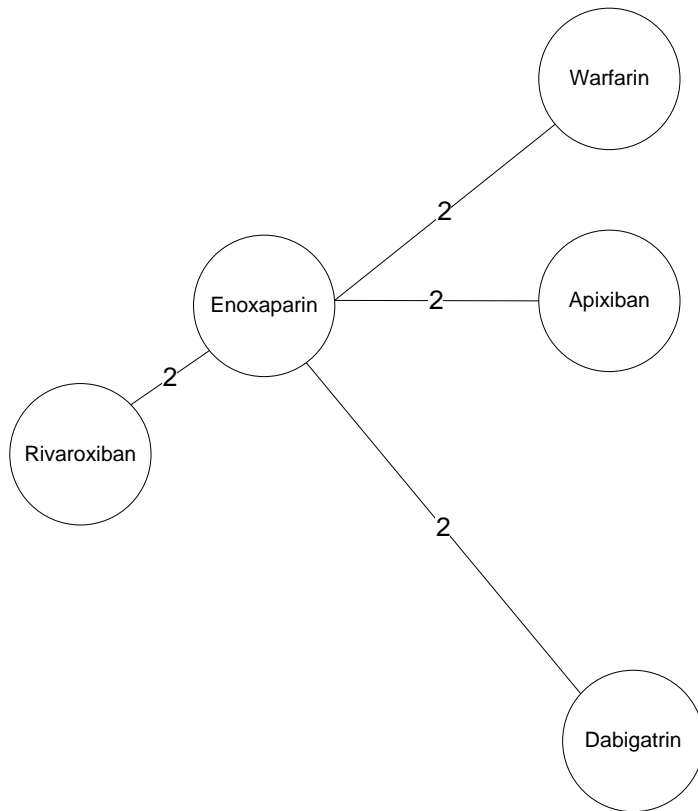 Warfarin
2
Enoxaparin
2
Apixiban
2
Rivaroxiban
2
Dabigatrin